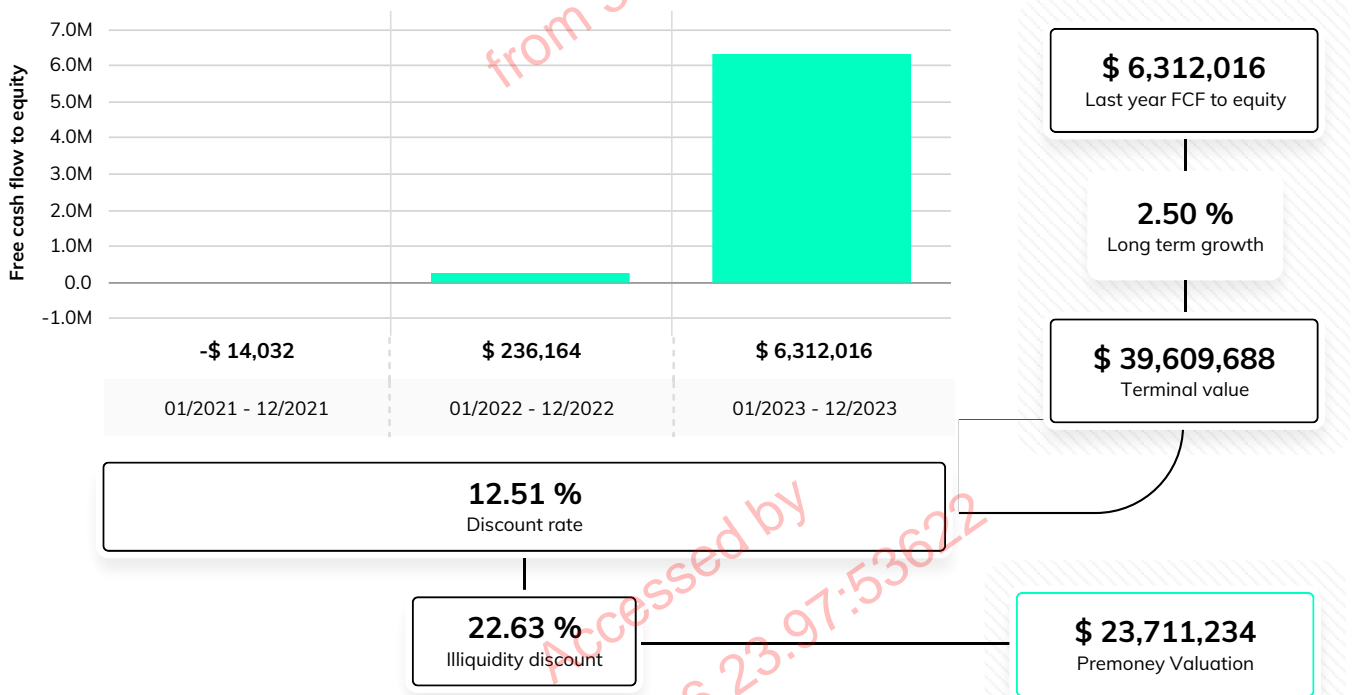 Free cash flow to equity
7.0M
6.0M
5.0M
4.0M
3.0M
2.0M
1.0M
0.0
-1.0M
-$ 14,032
$ 236,164
$ 6,312,016
01/2021 - 12/2021
01/2022 - 12/2022
01/2023 - 12/2023
$ 6,312,016
Last year FCF to equity
2.50 %
Long term growth
$ 39,609,688
Terminal value
12.51 %
Discount rate
22.63 %
Illiquidity discount
$ 23,711,234
Premoney Valuation
from
Accessed by
23.97:53622